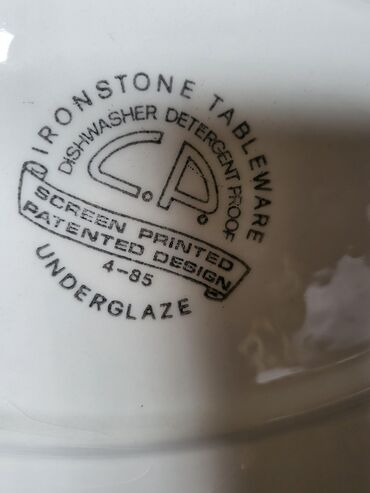 IRONSTONE TABLEWARE
DISHWASHER DETERGENT PROOF
C.P.
SCREEN PRINTED
PATENTED DESIGN
4-85
UNDERGLAZE